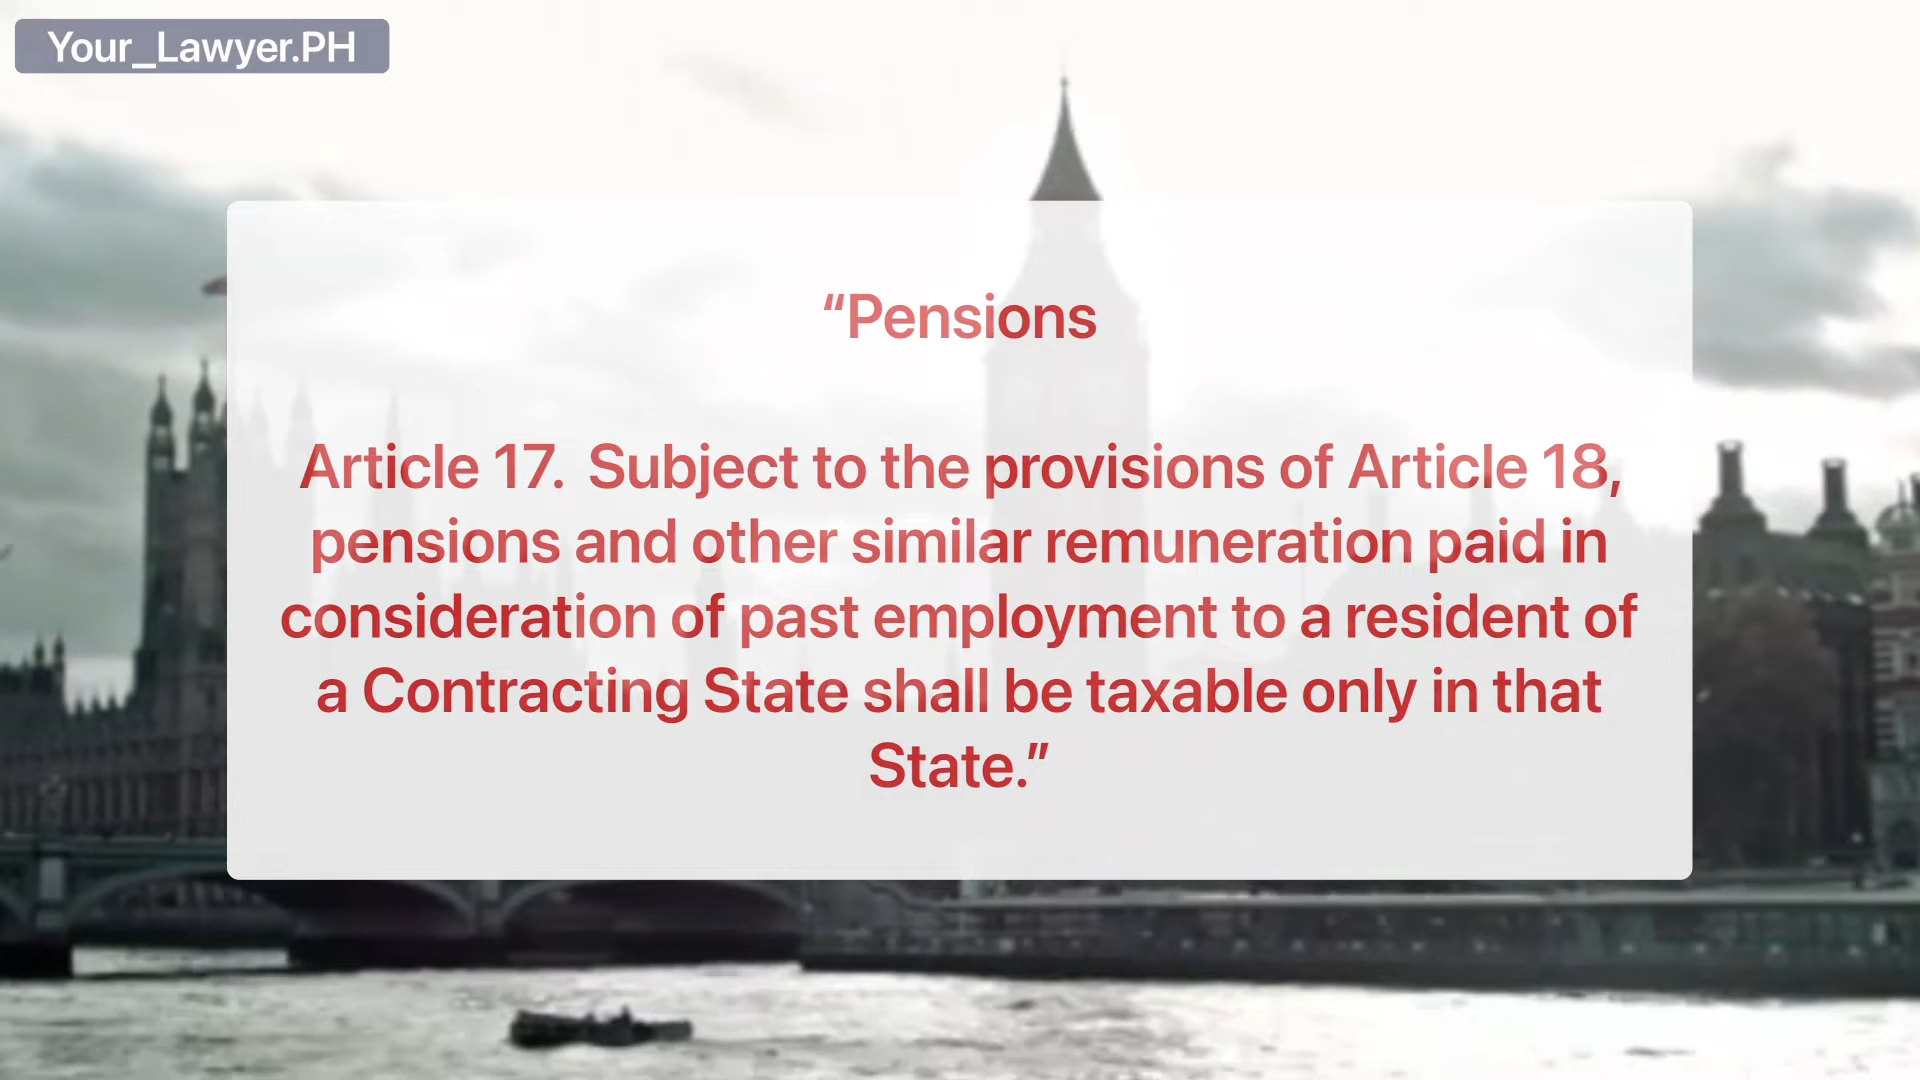 Your_Lawyer.PH
“Pensions
Article 17.  Subject to the provisions of Article 18,
pensions and other similar remuneration paid in
consideration of past employment to a resident of
a Contracting State shall be taxable only in that
State.”